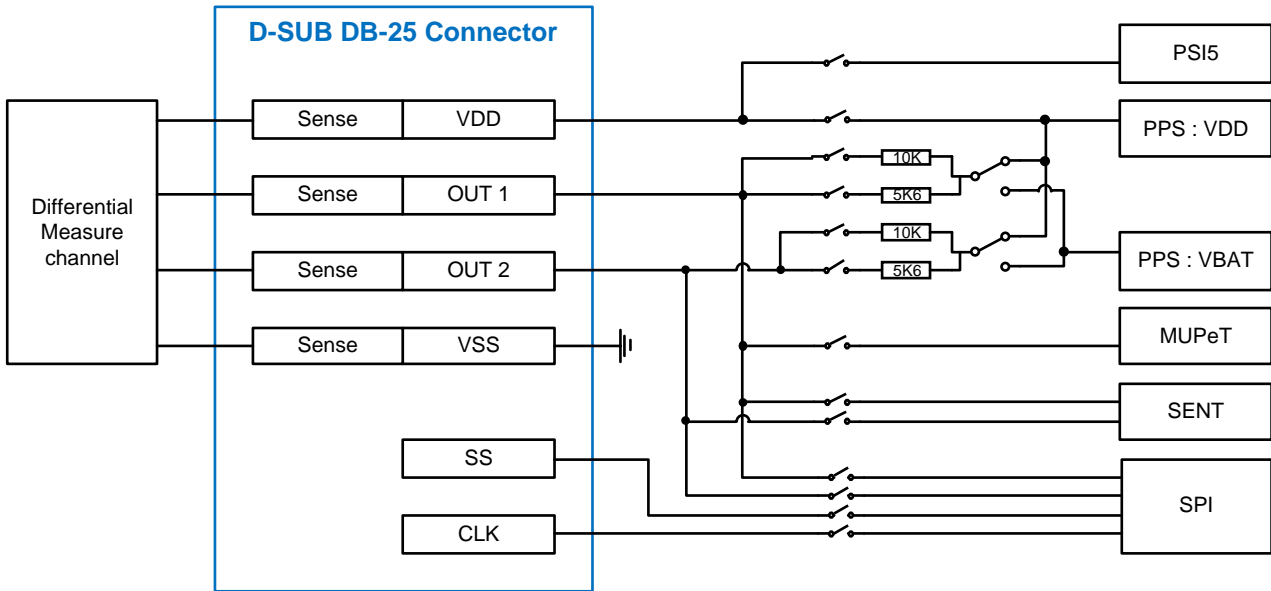 D-SUB DB-25 Connector
PSI5
Differential
Measure
channel
Sense
VDD
PPS : VDD
10K
Sense
OUT 1
5K6
10K
Sense
OUT 2
5K6
PPS : VBAT
Sense
VSS
MUPeT
SENT
SS
SPI
CLK